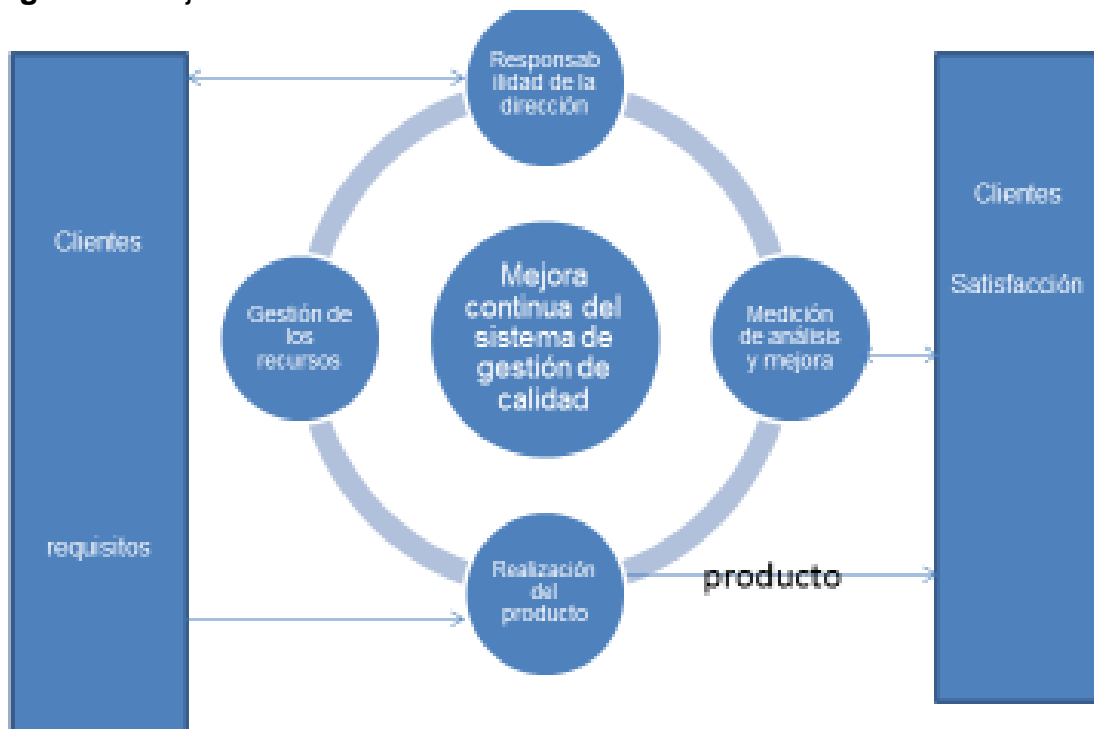 Responsab
ilidad de la
dirección
Clientes
requisitos
Gestión de
los
recursos
Mejora
continua del
sistema de
gestión de
calidad
Medición
de análisis
y mejora
Realización
del
producto
producto
Clientes
Satisfacción